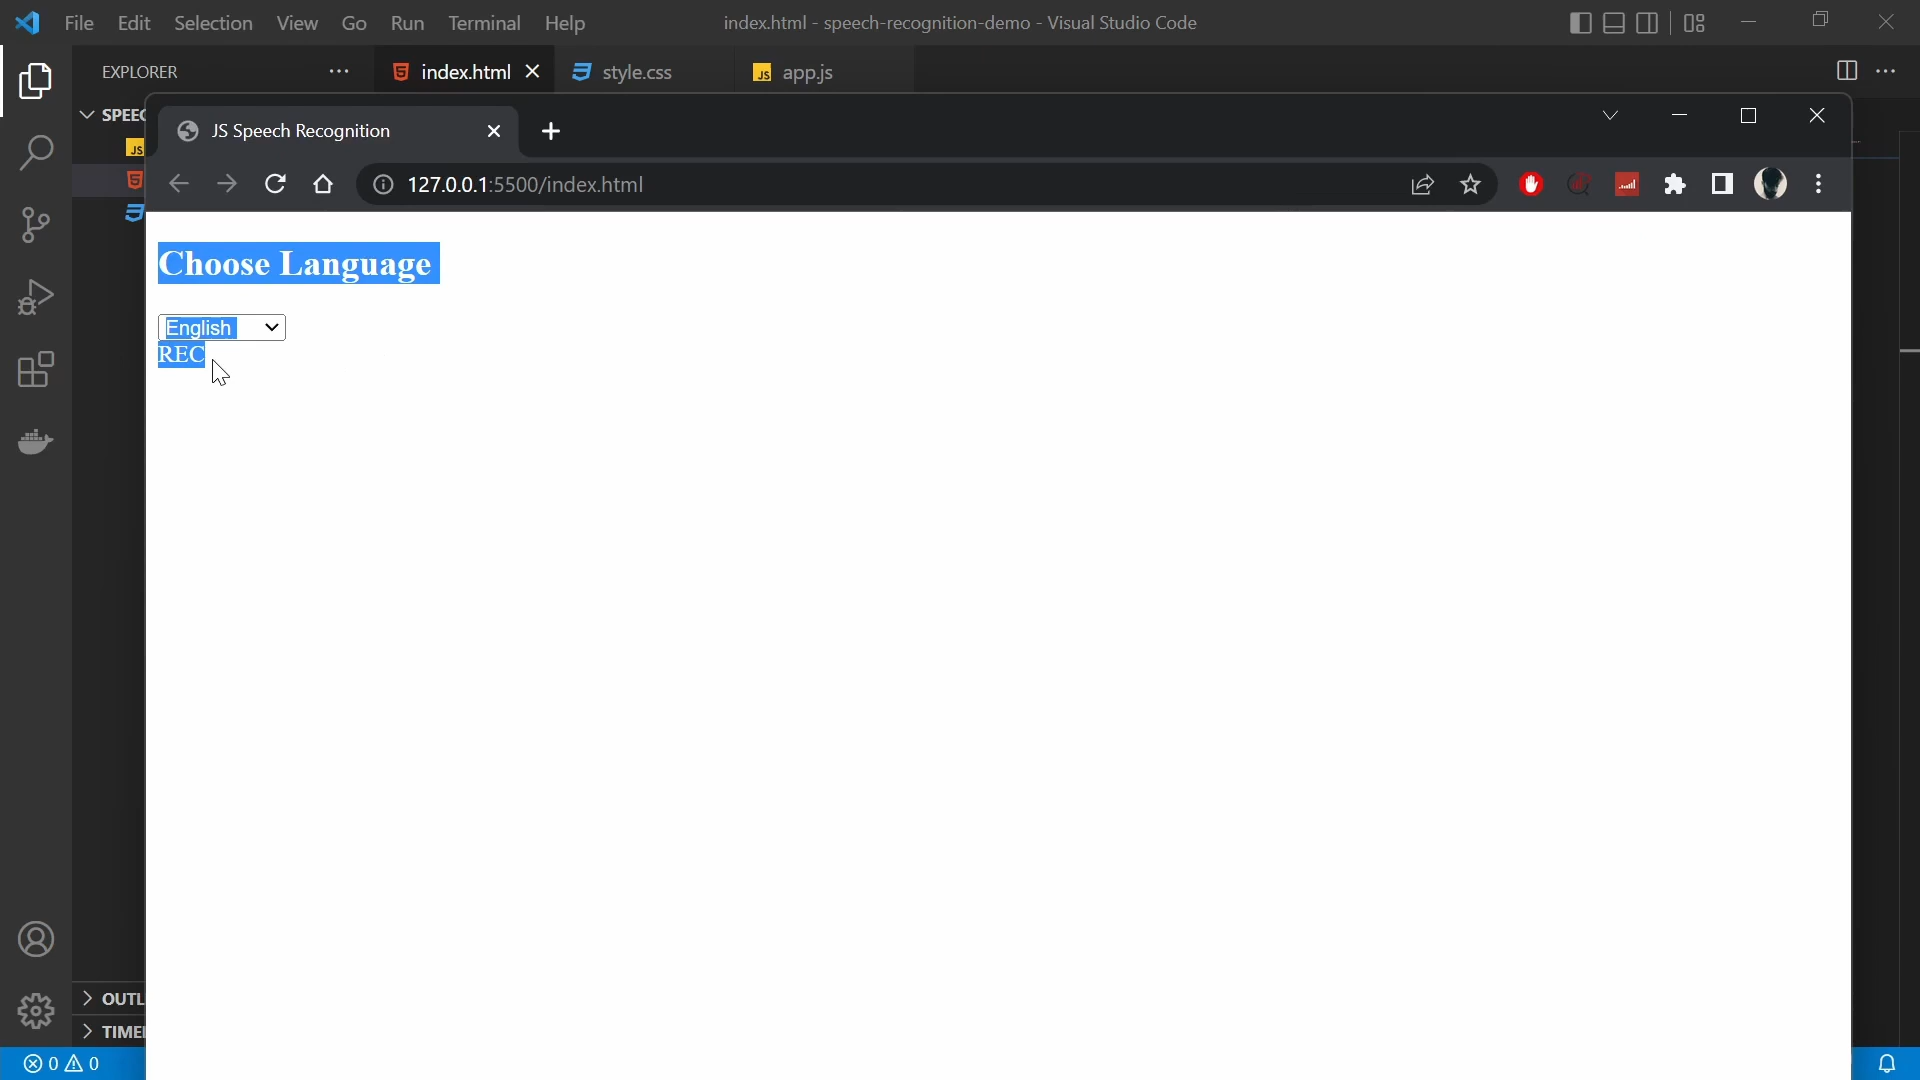 File Edit Selection View Go Run Terminal Help
index.html - speech-recognition-demo - Visual Studio Code
EXPLORER
index.html
style.css
JS app.js
JS Speech Recognition
JS
127.0.0.1:5500/index.html
Choose Language
English
REC
0 0